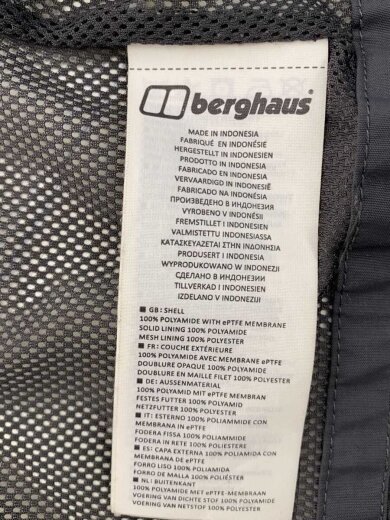 berghaus
MADE IN INDONESIA
FABRIQUÉ EN INDONÉSIE
HERGESTELLT IN INDONESIEN
PRODOTTO IN INDONESIA
FABRICADO EN INDONESIA
VERVAARDIGD IN INDONESIË
FABRICADO NA INDONÉSIA
ПРОИЗВЕДЕНО В ИНДОНЕЗИЯ
VYROBENO V INDONÉSII
FREMSTILLET I INDONESIEN
VALMISTETTU INDONESIASSA
ΚΑΤΑΣΚΕΥΑΖΕΤΑΙ ΣΤΗΝ ΙΝΔΟΝΗΣΙΑ
PRODUSERT I INDONESIA
WYPRODUKOWANO W INDONEZJI
СДЕЛАНО В ИНДОНЕЗИИ
TILLVERKAD I INDONESIEN
IZDELANO V INDONEZIJI
GB: SHELL
100% POLYAMIDE WITH ePTFE MEMBRANE
SOLID LINING 100% POLYAMIDE
MESH LINING 100% POLYESTER
FR: COUCHE EXTÉRIEURE
100% POLYAMIDE AVEC MEMBRANE ePTFE
DOUBLURE OPAQUE 100% POLYAMIDE
DOUBLURE EN MAILLE FILET 100% POLYESTER
DE: AUSSENMATERIAL
100% POLYAMID MIT ePTFE MEMBRAN
FESTES FUTTER 100% POLYAMID
NETZFUTTER 100% POLYESTER
IT: ESTERNO 100% POLIAMMIDE CON
MEMBRANA IN ePTFE
FODERA FISSA 100% POLIAMMIDE
FODERA IN RETE 100% POLIESTERE
ES: CAPA EXTERNA 100% POLIAMIDA CON
MEMBRANA DE ePTFE
FORRO LISO 100% POLIAMIDA
FORRO DE MALLA 100% POLIÉSTER
NL: BUITENKANT
100% POLYAMIDE MET ePTFE-MEMBRAAN
VOERING VAN DICHTE STOF 100% POLYAMIDE
VOERING VAN NETSTOF 100% POLYESTER